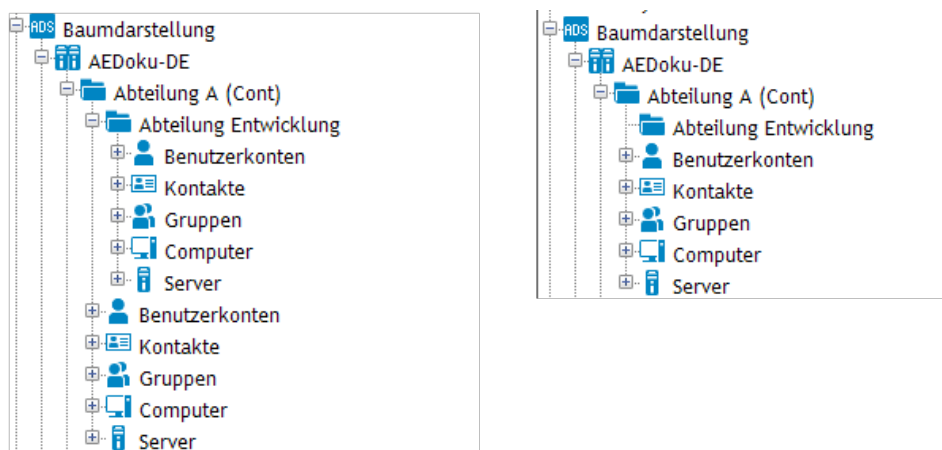 ADS Baumdarstellung
AEDoku-DE
Abteilung A (Cont)
Abteilung Entwicklung
Benutzerkonten
Kontakte
Gruppen
Computer
Server
Benutzerkonten
Kontakte
Gruppen
Computer
Server
ADS Baumdarstellung
AEDoku-DE
Abteilung A (Cont)
Abteilung Entwicklung
Benutzerkonten
Kontakte
Gruppen
Computer
Server